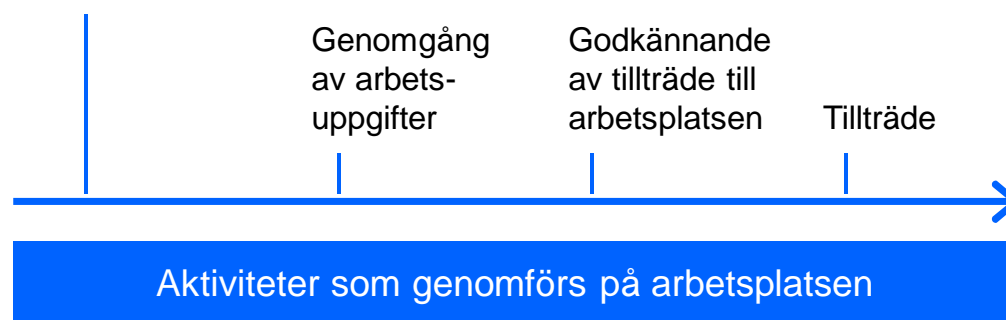 Genomgång
av arbets-
uppgifter
Godkännande
av tillträde till
arbetsplatsen
Tillträde
Aktiviteter som genomförs på arbetsplatsen